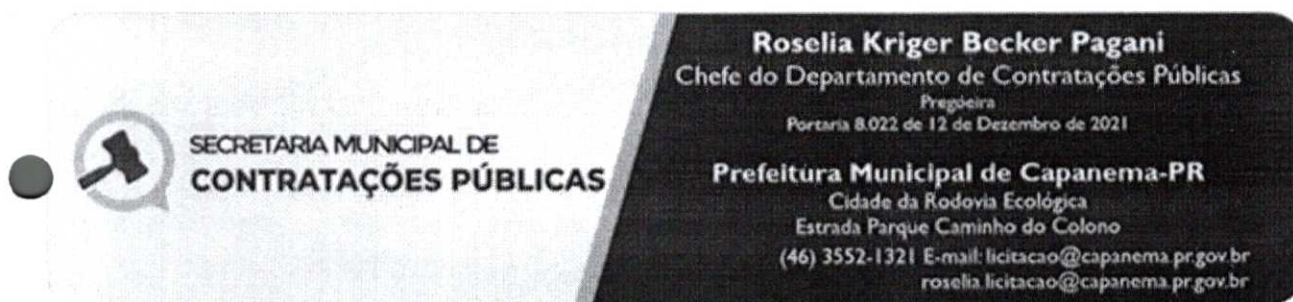 SECRETARIA MUNICIPAL DE
CONTRATAÇÕES PÚBLICAS
Roselia Kriger Becker Pagani
Chefe do Departamento de Contratações Públicas
Pregoeira
Portaria 8.022 de 12 de Dezembro de 2021
Prefeitura Municipal de Capanema-PR
Cidade da Rodovia Ecológica
Estrada Parque Caminho do Colono
(46) 3552-1321 E-mail: licitacao@capanema.pr.gov.br
roselia.licitacao@capanema.pr.gov.br